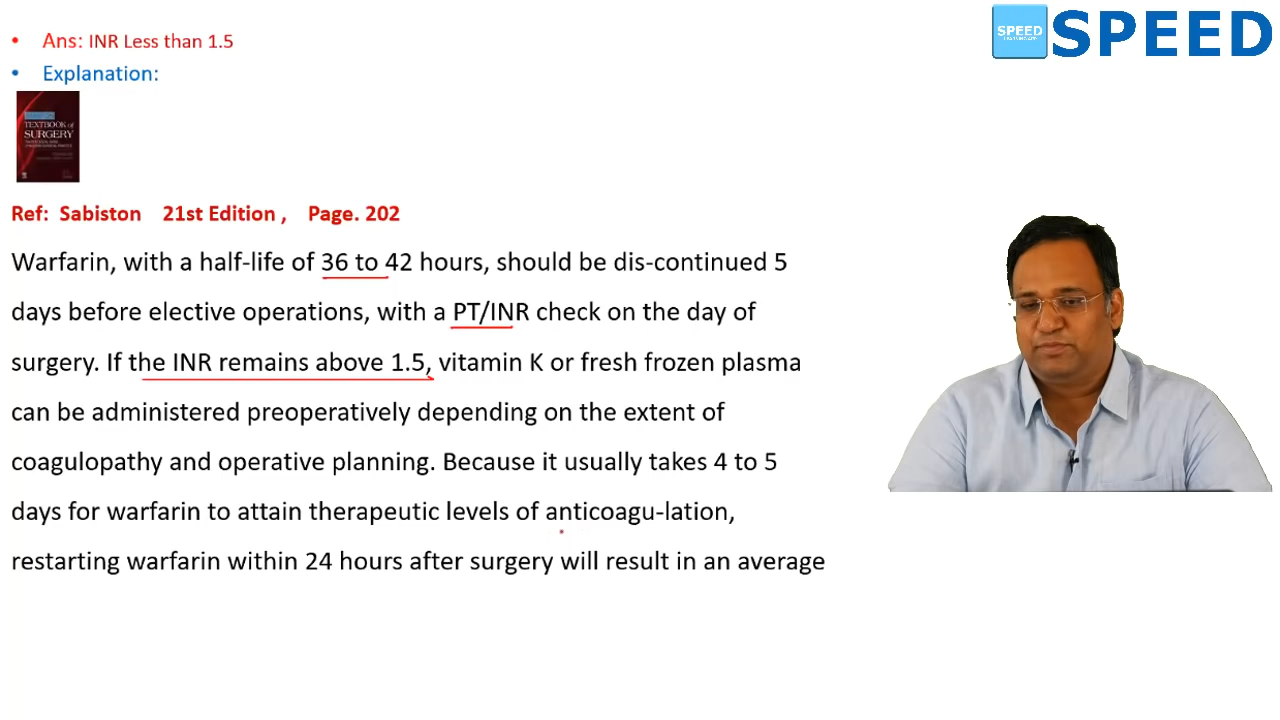 • Ans: INR Less than 1.5
SPEED
SPEED
• Explanation:
TEXTBOOK of
SURGERY
Ref: Sabiston 21st Edition , Page. 202
Warfarin, with a half-life of 36 to 42 hours, should be dis-continued 5
days before elective operations, with a PT/INR check on the day of
surgery. If the INR remains above 1.5, vitamin K or fresh frozen plasma
can be administered preoperatively depending on the extent of
coagulopathy and operative planning. Because it usually takes 4 to 5
days for warfarin to attain therapeutic levels of anticoagu-lation,
restarting warfarin within 24 hours after surgery will result in an average